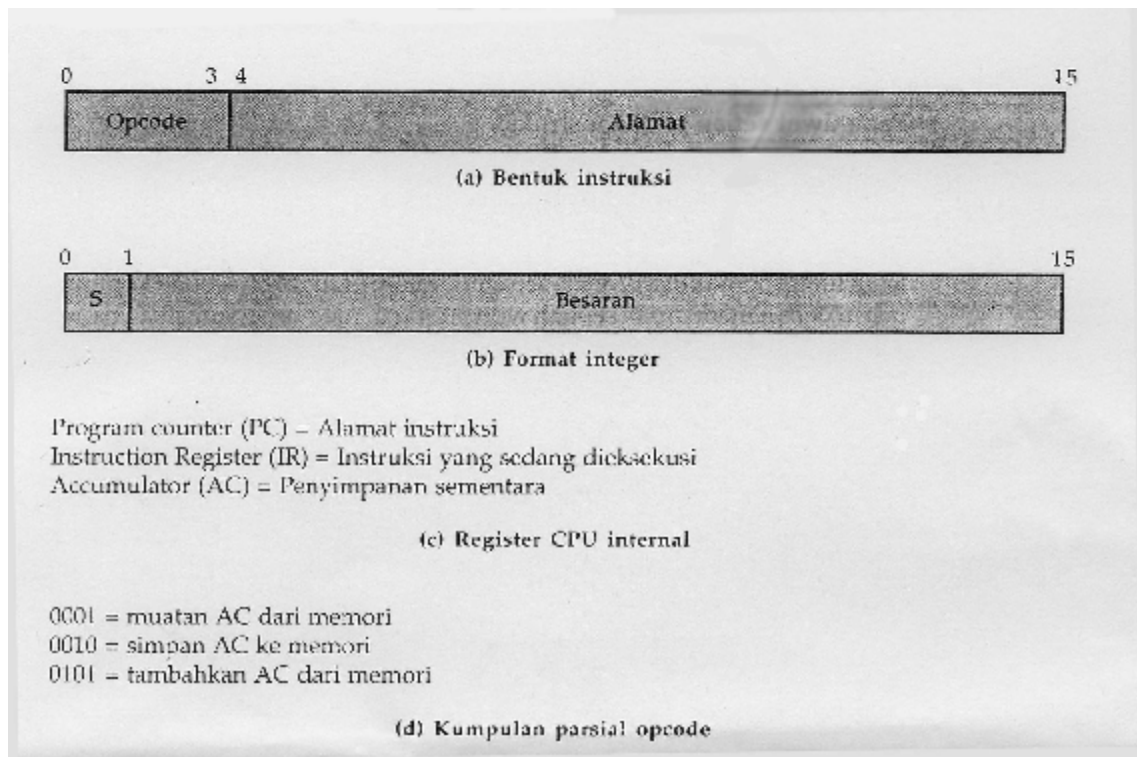 0 3 4 15
Opcode Alamat
(a) Bentuk instruksi
0 1 15
S Besaran
(b) Format integer
Program counter (PC) = Alamat instruksi
Instruction Register (IR) = Instruksi yang sedang dieksekusi
Accumulator (AC) = Penyimpanan sementara
(c) Register CPU internal
0001 = muatan AC dari memori
0010 = simpan AC ke memori
0101 = tambahkan AC dari memori
(d) Kumpulan parsial opcode